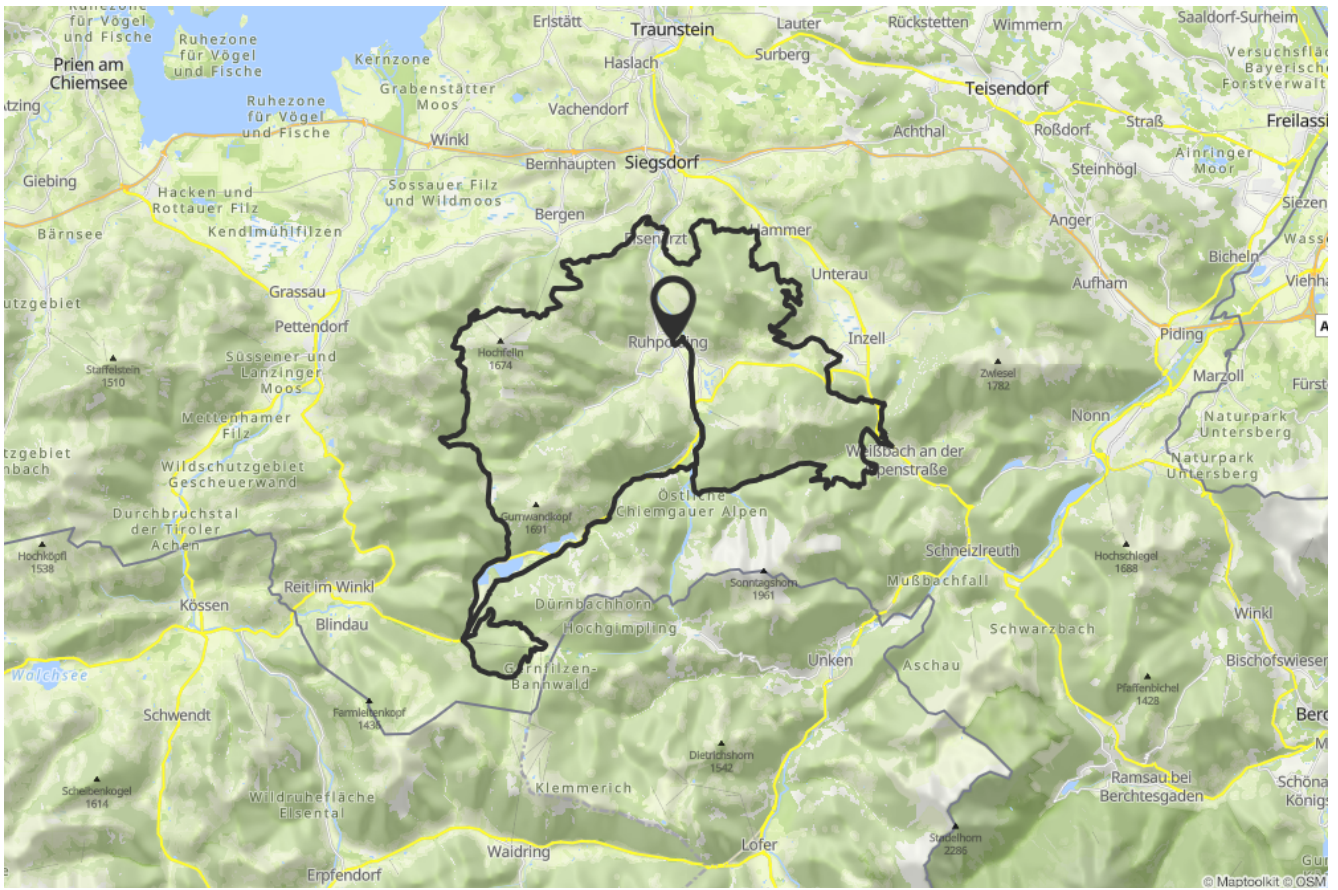 Ruhezone
für Vögel
und Fische
Ruhezone
für Vögel
und Fische
Kernzone
Erlstätt
Traunstein
Lauter
Rückstetten
Wimmern
Saaldorf-Surheim
Prien am
Chiemsee
Haslach
Surberg
Teisendorf
Grabenstätter
Moos
Vachendorf
Ruhezone
für Vögel
und Fische
Winkl
Achthal
Roßdorf
Straß
Bernhaupten
Siegsdorf
Steinhögl
Ainringer
Moor
Giebing
Hacken und
Rottauer Filz
Sossauer Filz
und Wildmoos
Bergen
Anger
Bärnsee
Kendlmühlfilzen
Eisenärzt
Hammer
Bicheln
Unterau
Aufham
Grassau
Pettendorf
Ruhpolding
Inzell
Piding
Hochfelln
1674
Staffelstein
1510
Süssener und
Lanzinger
Moos
Zwiesel
1782
Marzoll
Mettenhamer
Filz
Nonn
Naturpark
Untersberg
Wildschutzgebiet
Gescheuerwand
Weißbach an der
Alpenstraße
Naturpark
Untersberg
Durchbruchstal
der Tiroler
Achen
Gurnwandkopf
1691
Östliche
Chiemgauer Alpen
Hochköpfl
1538
Schneizlreuth
Hochschlegel
1688
Reit im Winkl
Sonntagshorn
1961
Mußbachfall
Kössen
Dürnbachhorn
Blindau
Hochgimpling
Schwarzbach
Winkl
Walchsee
Unken
Aschau
Bischofswiesen
Gernfilzen-
Bannwald
Schwendt
Farmleitenkopf
1436
Pfaffenbichel
1428
Dietrichshorn
1542
Scheibenkogel
1614
Wildruhefläche
Eisental
Klemmerich
Ramsau bei
Berchtesgaden
Stadelhorn
2286
Lofer
Waidring
Erpfendorf
© Maptoolkit © OSM